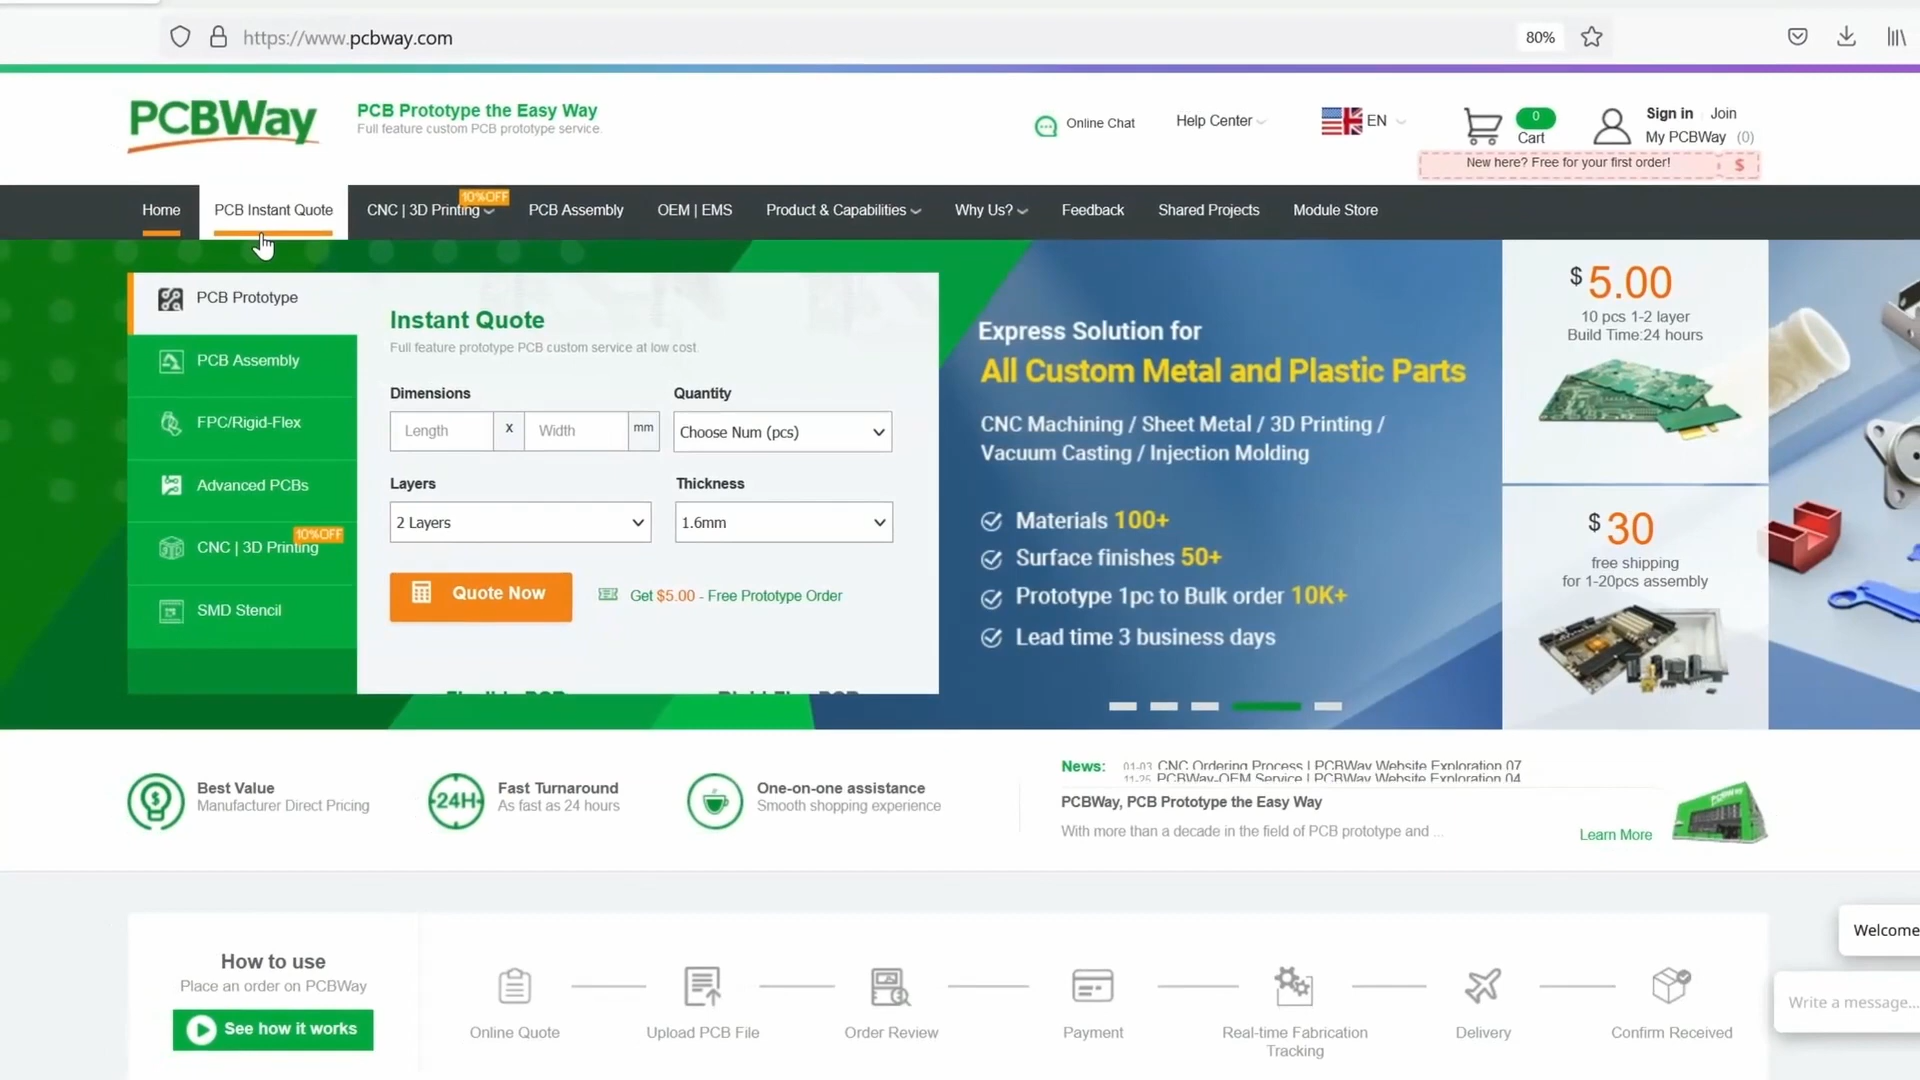 https://www.pcbway.com
80%
PCBWay
PCB Prototype the Easy Way
Full feature custom PCB prototype service.
Online Chat
Help Center
EN
0
Cart
Sign in
Join
My PCBWay (0)
New here? Free for your first order!
$
Home
PCB Instant Quote
CNC | 3D Printing
10%OFF
PCB Assembly
OEM | EMS
Product & Capabilities
Why Us?
Feedback
Shared Projects
Module Store
PCB Prototype
PCB Assembly
FPC/Rigid-Flex
Advanced PCBs
10%OFF
CNC | 3D Printing
SMD Stencil
Instant Quote
Full feature prototype PCB custom service at low cost.
Dimensions
Quantity
Length
x
Width
mm
Choose Num (pcs)
Layers
Thickness
2 Layers
1.6mm
Quote Now
Get $5.00 - Free Prototype Order
Express Solution for
All Custom Metal and Plastic Parts
CNC Machining / Sheet Metal / 3D Printing /
Vacuum Casting / Injection Molding
Materials 100+
Surface finishes 50+
Prototype 1pc to Bulk order 10K+
Lead time 3 business days
$5.00
10 pcs 1-2 layer
Build Time:24 hours
$30
free shipping
for 1-20pcs assembly
Best Value
Manufacturer Direct Pricing
24H
Fast Turnaround
As fast as 24 hours
One-on-one assistance
Smooth shopping experience
News:
01-03 CNC Ordering Process | PCBWay Website Exploration 07
11-25 PCBWay-OEM Service | PCBWay Website Exploration 04
PCBWay, PCB Prototype the Easy Way
With more than a decade in the field of PCB prototype and ...
Learn More
How to use
Place an order on PCBWay
See how it works
Online Quote
Upload PCB File
Order Review
Payment
Real-time Fabrication
Tracking
Delivery
Confirm Received
Welcome
Write a message...